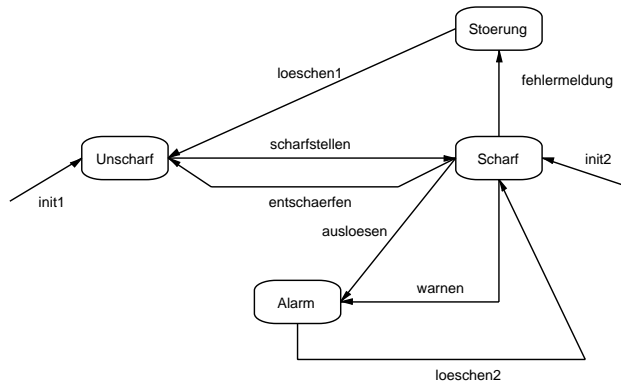 Stoerung
loeschen1
fehlermeldung
scharfstellen
Unscharf
Scharf
init2
init1
entschaerfen
ausloesen
Alarm
warnen
loeschen2